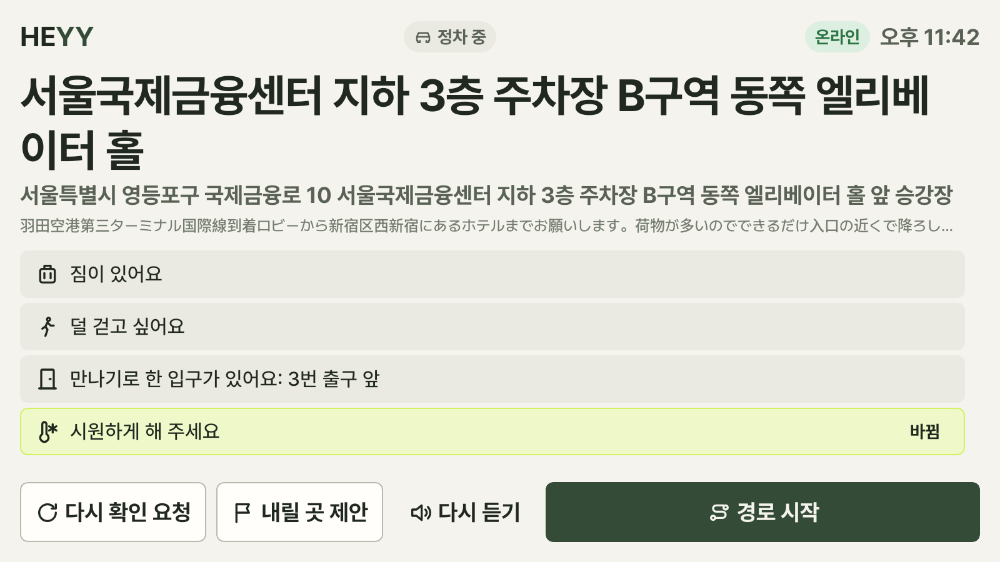 HEYY
정차 중
온라인
오후 11:42
서울국제금융센터 지하 3층 주차장 B구역 동쪽 엘리베
이터 홀
서울특별시 영등포구 국제금융로 10 서울국제금융센터 지하 3층 주차장 B구역 동쪽 엘리베이터 홀 앞 승강장
羽田空港第三ターミナル国際線到着ロビーから新宿区西新宿にあるホテルまでお願いします。荷物が多いのでできるだけ入口の近くで降ろし...
짐이 있어요
덜 걷고 싶어요
만나기로 한 입구가 있어요: 3번 출구 앞
시원하게 해 주세요
바뀜
다시 확인 요청
내릴 곳 제안
다시 듣기
경로 시작